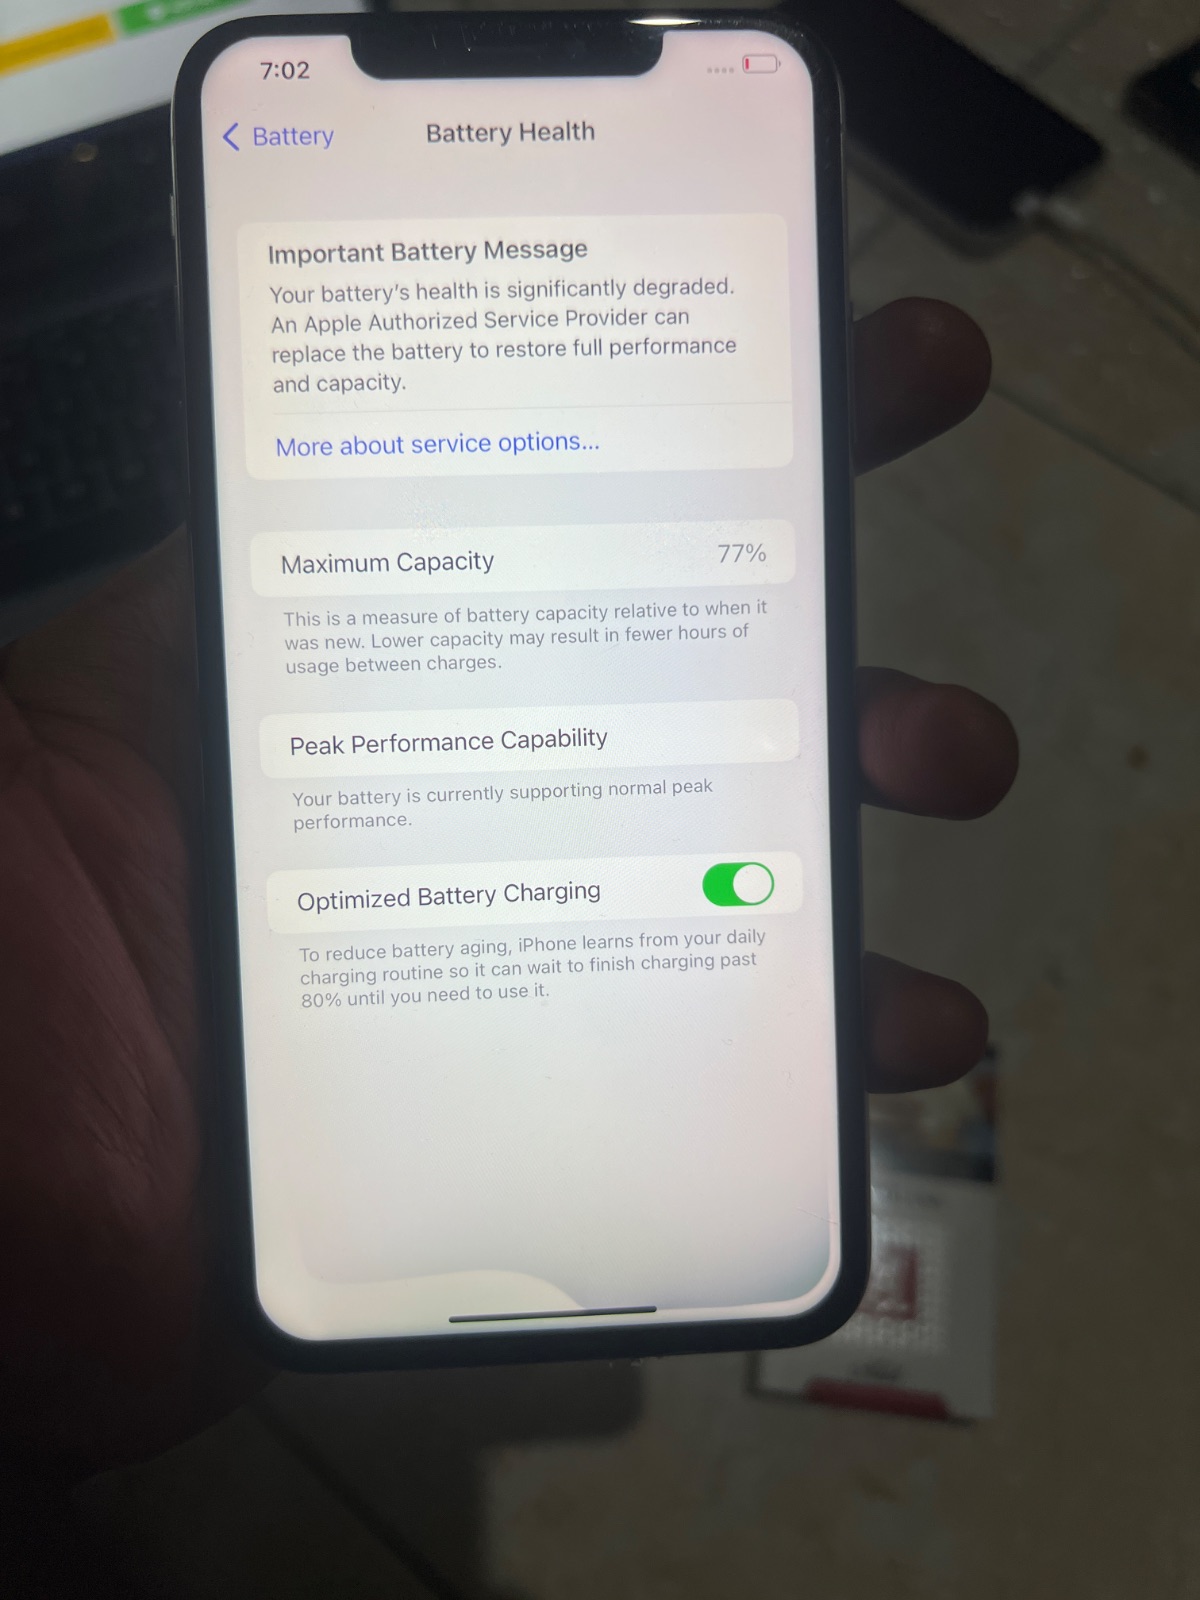 7:02
Battery
Battery Health
Important Battery Message
Your battery's health is significantly degraded.
An Apple Authorized Service Provider can
replace the battery to restore full performance
and capacity.
More about service options...
Maximum Capacity
77%
This is a measure of battery capacity relative to when it
was new. Lower capacity may result in fewer hours of
usage between charges.
Peak Performance Capability
Your battery is currently supporting normal peak
performance.
Optimized Battery Charging
To reduce battery aging, iPhone learns from your daily
charging routine so it can wait to finish charging past
80% until you need to use it.